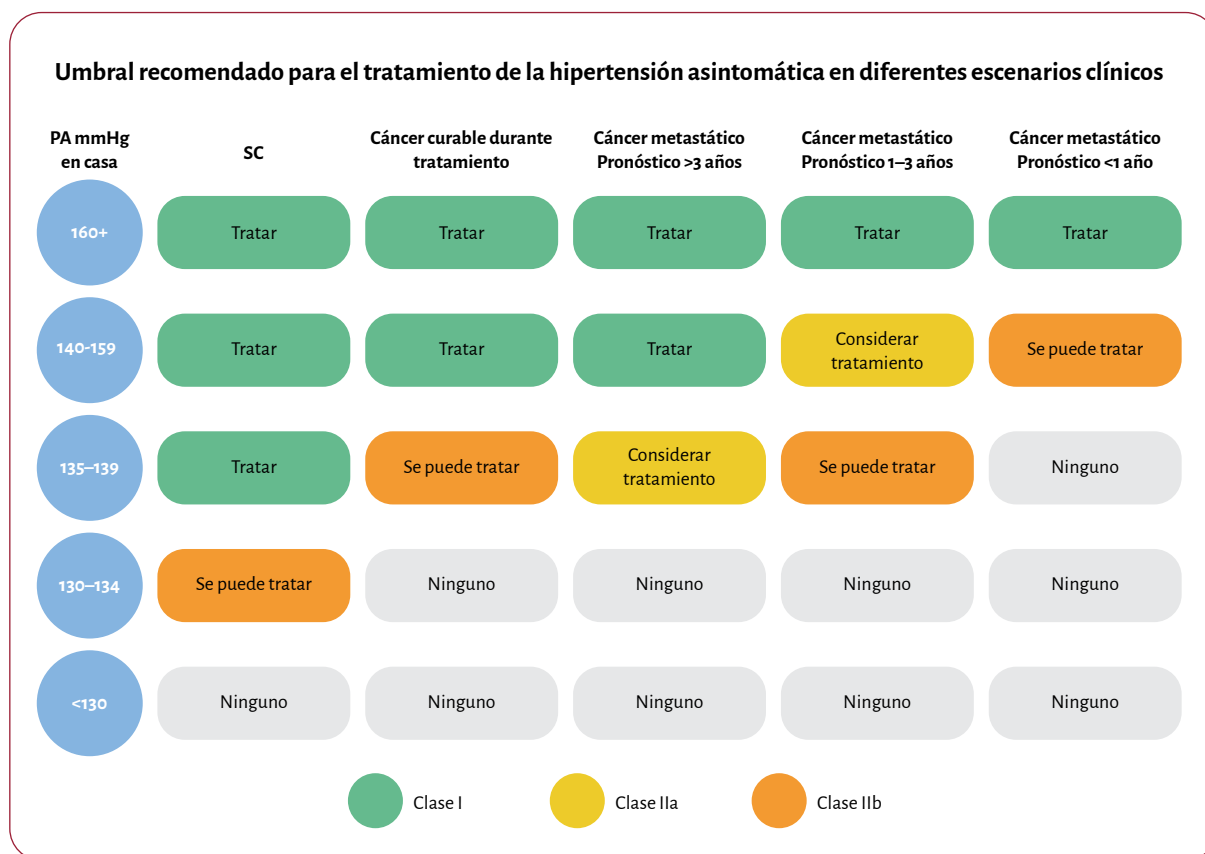 Umbral recomendado para el tratamiento de la hipertensión asintomática en diferentes escenarios clínicos
PA mmHg
en casa
SC
Cáncer curable durante
tratamiento
Cáncer metastático
Pronóstico >3 años
Cáncer metastático
Pronóstico 1–3 años
Cáncer metastático
Pronóstico <1 año
160+
Tratar
Tratar
Tratar
Tratar
Tratar
140-159
Tratar
Tratar
Tratar
Considerar
tratamiento
Se puede tratar
135–139
Tratar
Se puede tratar
Considerar
tratamiento
Se puede tratar
Ninguno
130–134
Se puede tratar
Ninguno
Ninguno
Ninguno
Ninguno
<130
Ninguno
Ninguno
Ninguno
Ninguno
Ninguno
Clase I
Clase IIa
Clase IIb